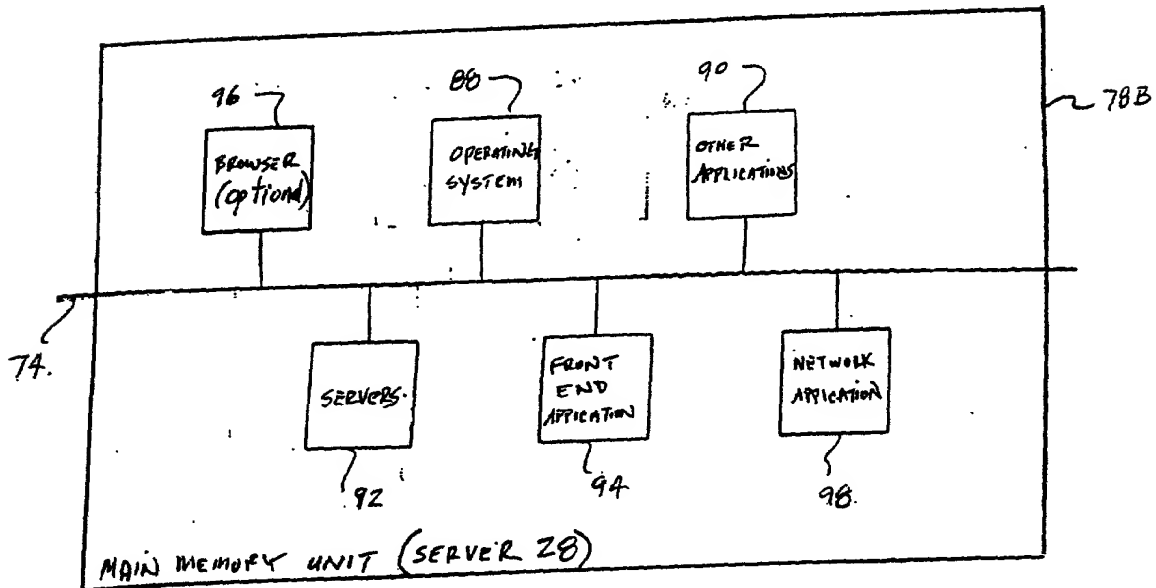 96
88
90
78B
BROWSER
(optional)
OPERATING
SYSTEM
OTHER
APPLICATIONS
74.
SERVERS.
FRONT
END
APPLICATION
NETWORK
APPLICATION
92
94
98.
MAIN MEMORY UNIT (SERVER 28)